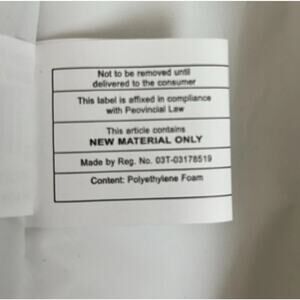 Not to be removed until
delivered to the consumer
This label is affixed in compliance
with Peovincial Law
This article contains
NEW MATERIAL ONLY
Made by Reg. No. 03T-03178519
Content: Polyethylene Foam